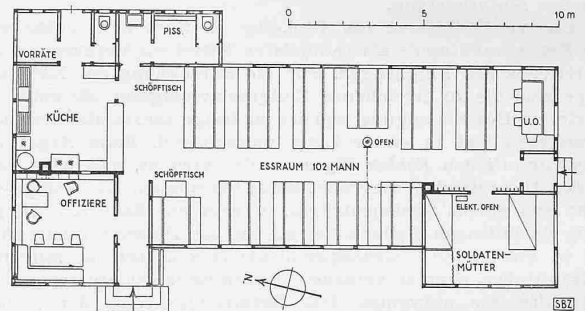 0 5 10 m
PISS.
VORRÄTE
SCHÖPFTISCH
KÜCHE
U.O.
OFEN
ESSRAUM 102 MANN
SCHÖPFTISCH
OFFIZIERE
ELEKT. OFEN
SOLDATEN-
MÜTTER
N
SBZ